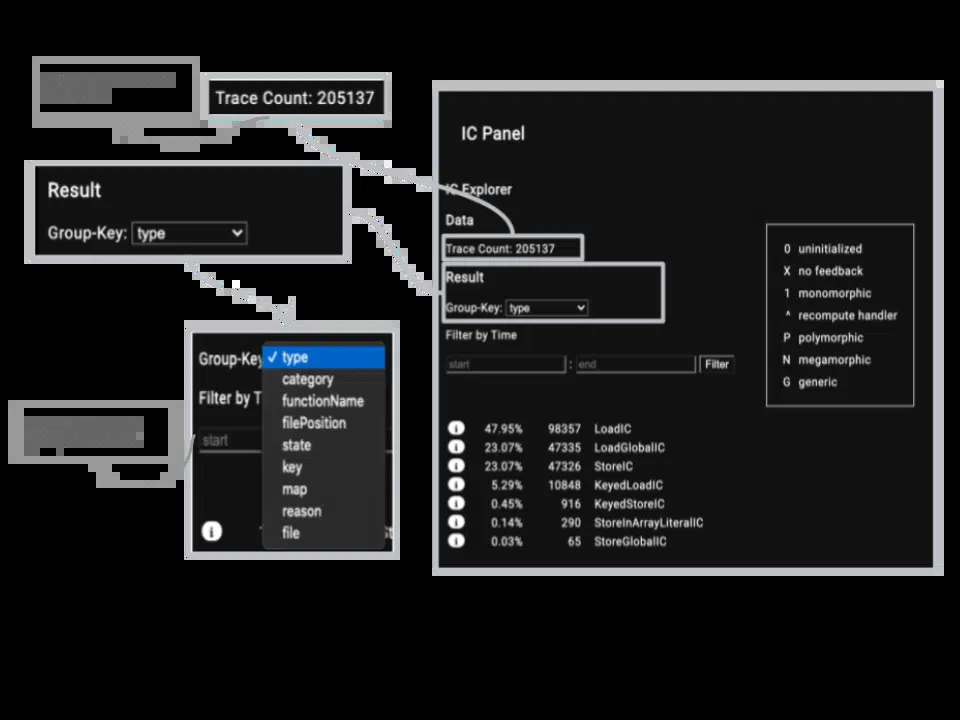 Trace Count: 205137
Result
Group-Key: type
Group-Key
✓ type
category
functionName
filePosition
state
key
map
reason
file
Filter by T
start
IC Panel
IC Explorer
Data
Trace Count: 205137
Result
Group-Key: type
Filter by Time
start : end Filter
47.95% 98357 LoadIC
23.07% 47335 LoadGlobalIC
23.07% 47326 StoreIC
5.29% 10848 KeyedLoadIC
0.45% 916 KeyedStoreIC
0.14% 290 StoreInArrayLiteralIC
0.03% 65 StoreGlobalIC
0 uninitialized
X no feedback
1 monomorphic
^ recompute handler
P polymorphic
N megamorphic
G generic